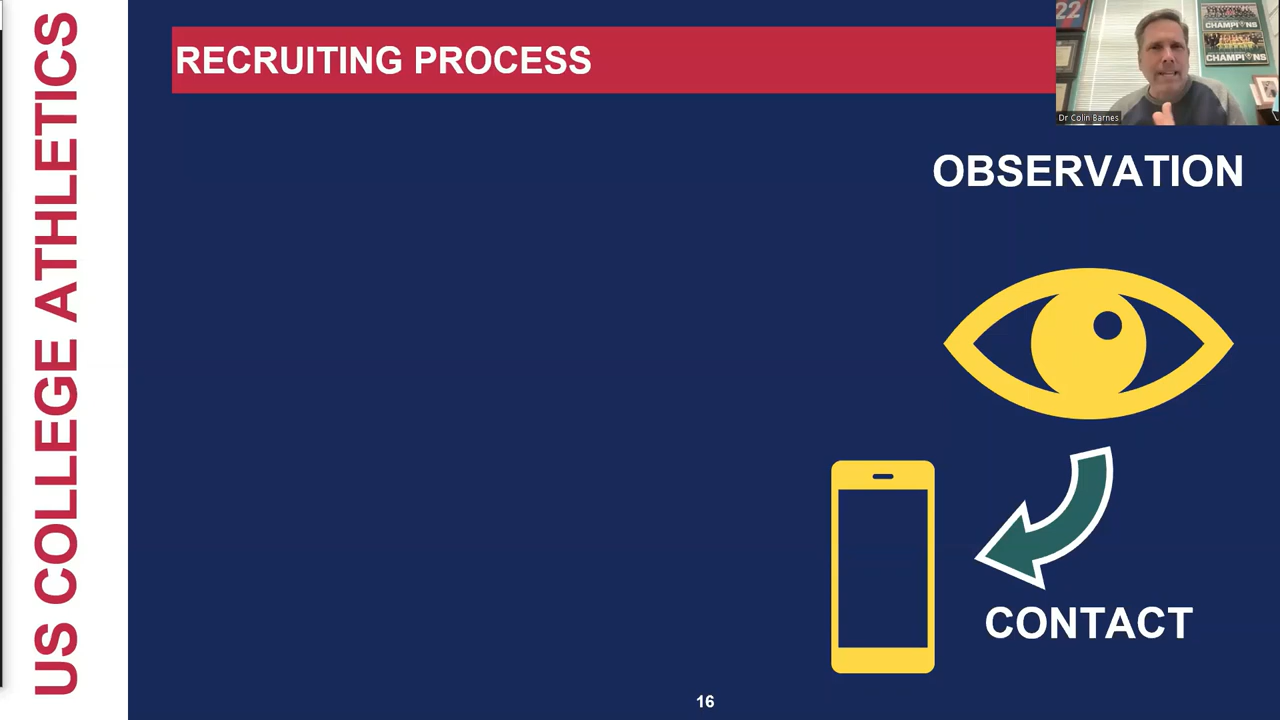 US COLLEGE ATHLETICS
RECRUITING PROCESS
22
CHAMPIONS
CHAMPIONS
Dr Colin Barnes
OBSERVATION
CONTACT
16